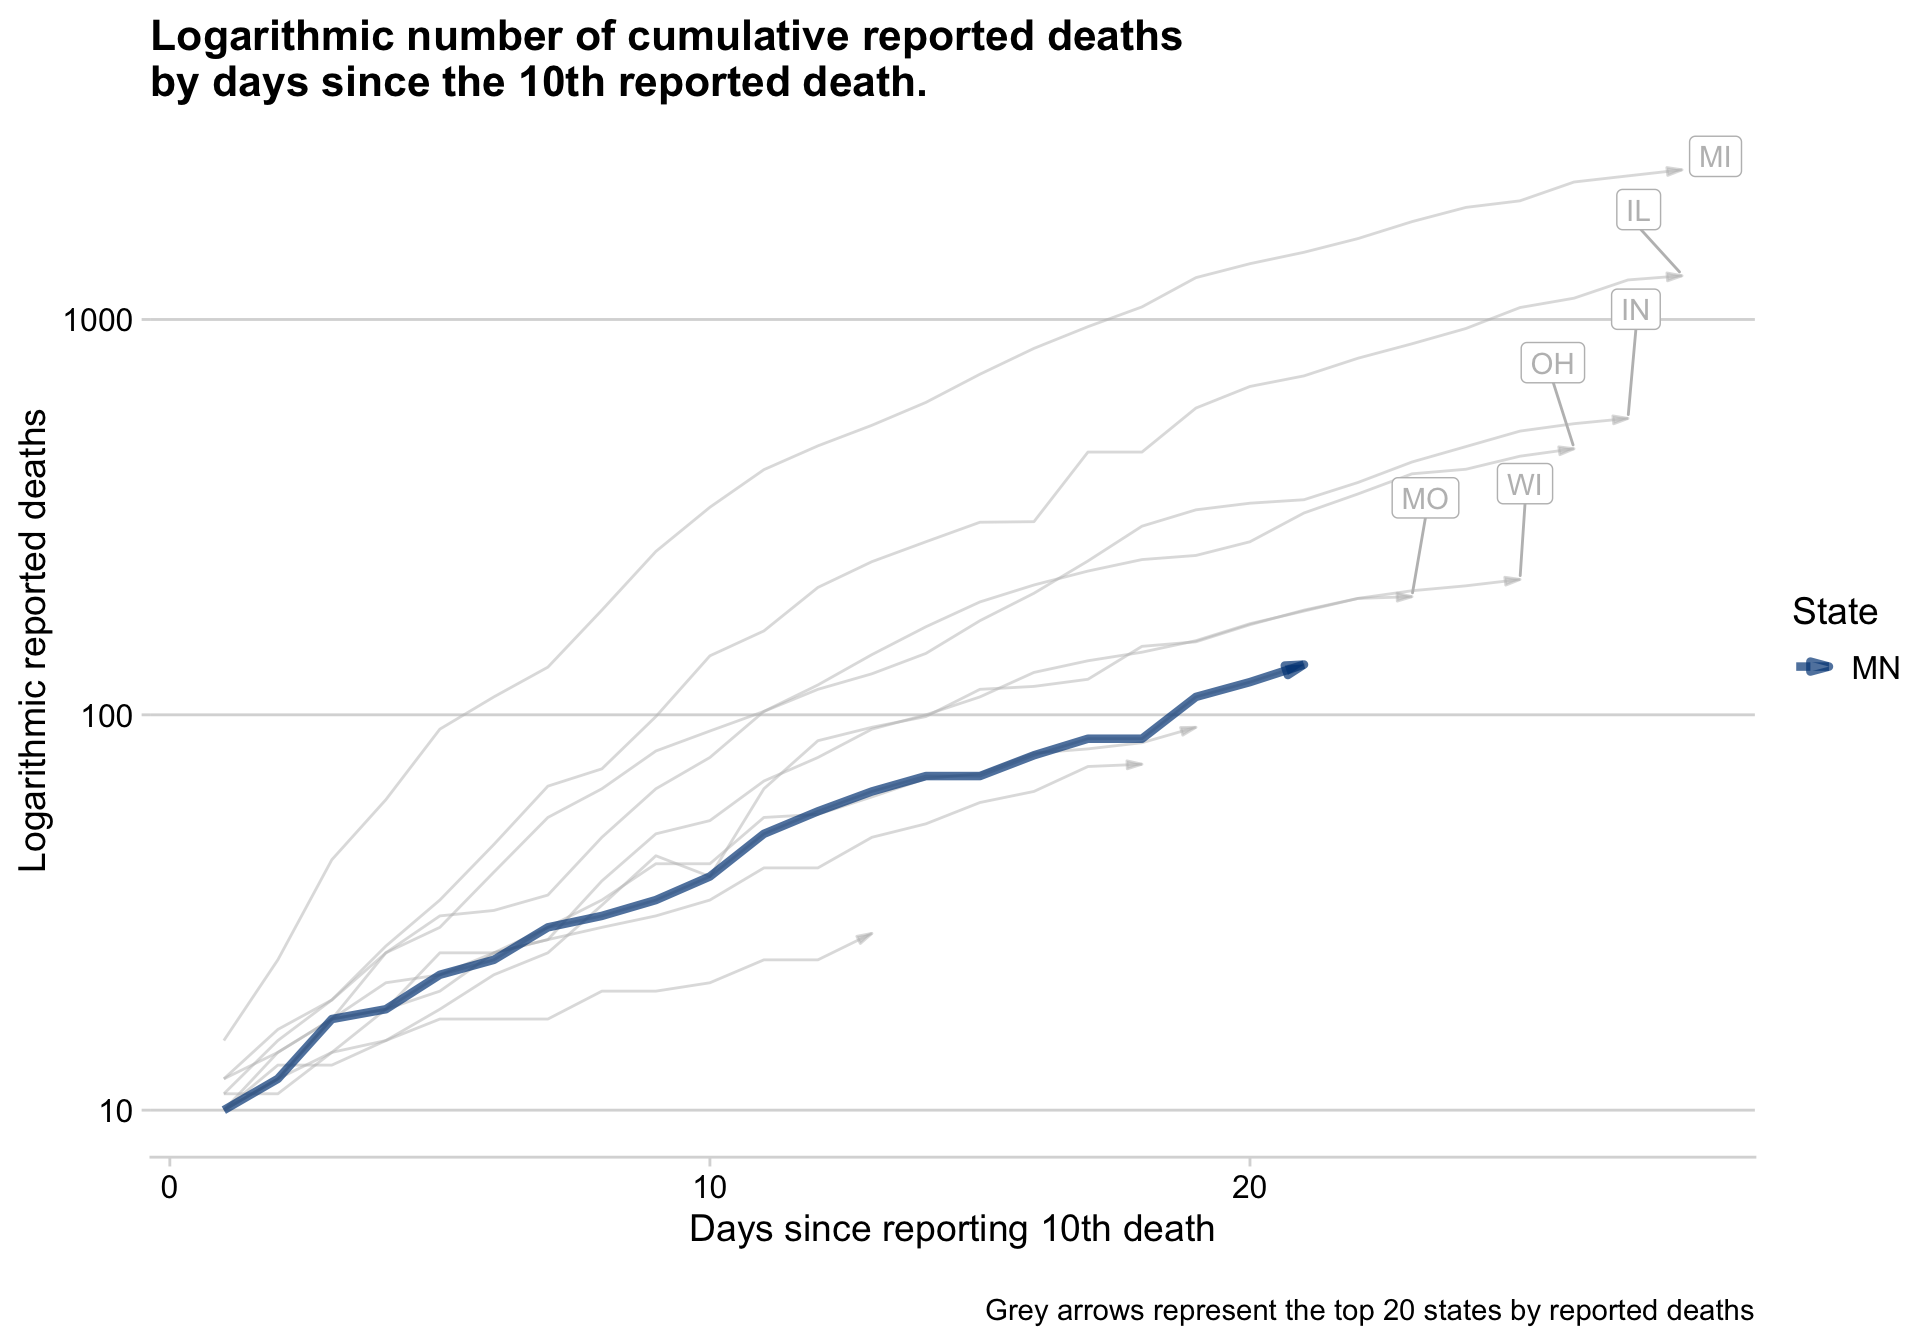 Logarithmic number of cumulative reported deaths
by days since the 10th reported death.
MI
IL
IN
OH
WI
MO
1000
100
10
Logarithmic reported deaths
State
MN
0 10 20
Days since reporting 10th death
Grey arrows represent the top 20 states by reported deaths